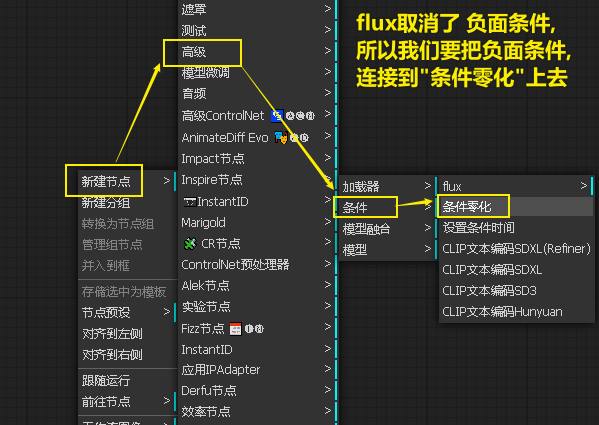 flux取消了 负面条件,
所以我们要把负面条件,
连接到"条件零化"上去
遮罩
测试
高级
模型微调
音频
高级ControlNet
AnimateDiff Evo
Impact节点
Inspire节点
InstantID
Marigold
CR节点
ControlNet预处理器
Alek节点
实验节点
Fizz节点
InstantID
应用IPAdapter
Derfu节点
效率节点
新建节点
新建分组
转换为节点组
管理组节点
并入到框
存储选中为模板
节点预设
对齐到左侧
对齐到右侧
跟随运行
前往节点
加载器
条件
模型融合
模型
flux
条件零化
设置条件时间
CLIP文本编码SDXL(Refiner)
CLIP文本编码SDXL
CLIP文本编码SD3
CLIP文本编码Hunyuan